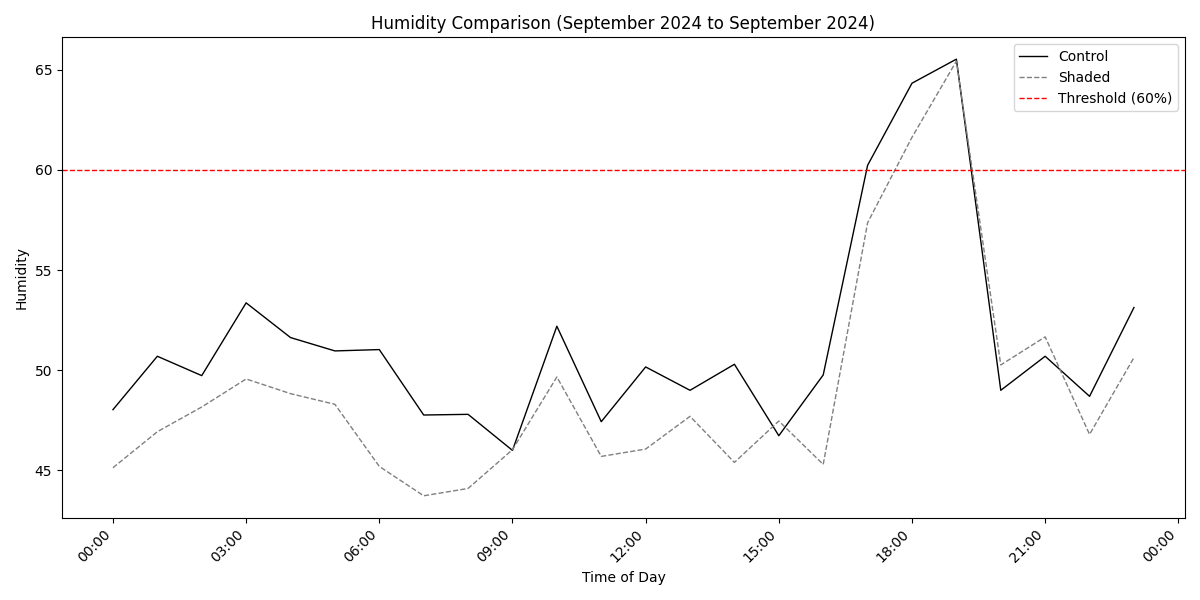 Humidity Comparison (September 2024 to September 2024)
Control
Shaded
Threshold (60%)
65
60
55
50
45
Humidity
00:00
03:00
06:00
09:00
12:00
15:00
18:00
21:00
00:00
Time of Day